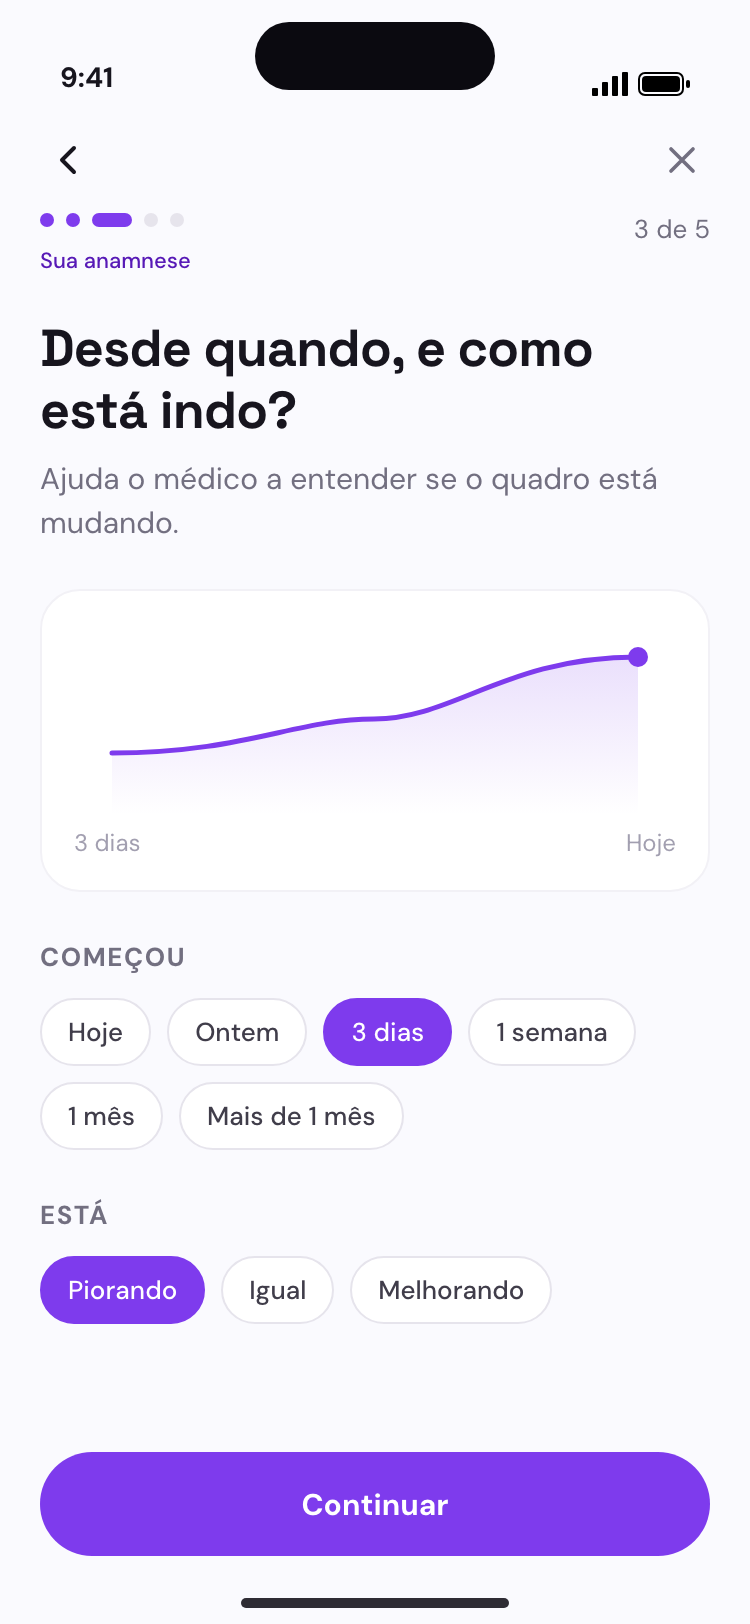 9:41
3 de 5
Sua anamnese
Desde quando, e como
está indo?
Ajuda o médico a entender se o quadro está
mudando.
3 dias
Hoje
COMEÇOU
Hoje
Ontem
3 dias
1 semana
1 mês
Mais de 1 mês
ESTÁ
Piorando
Igual
Melhorando
Continuar